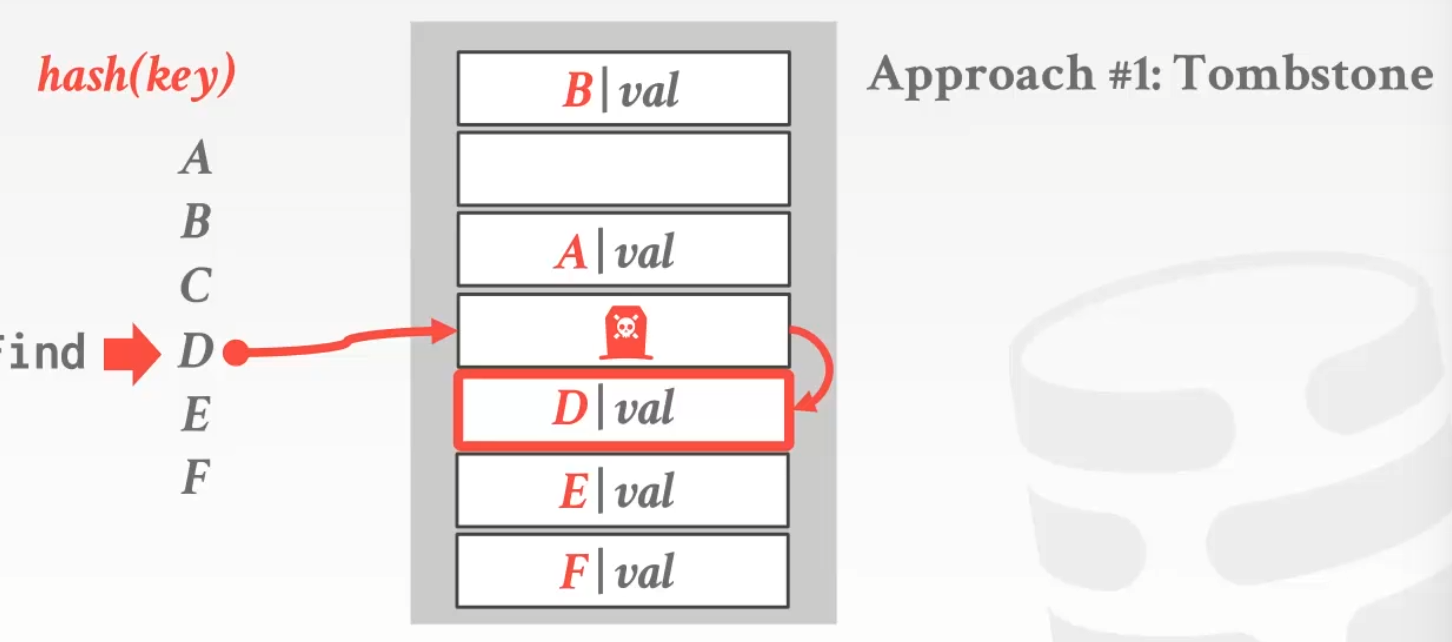 hash(key)
A
B
C
Find
D
E
F
B|val
A|val
D|val
E|val
F|val
Approach #1: Tombstone